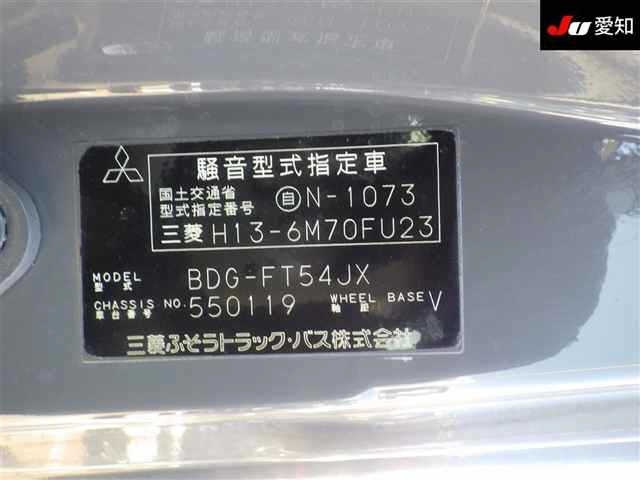 JU 愛知
騒音型式指定車
国土交通省
型式指定番号 自N-1073
三菱 H13-6M70FU23
MODEL
型式 BDG-FT54JX
CHASSIS NO. 550119 WHEEL BASE V
車台番号 軸距
三菱ふそうトラック・バス株式会社